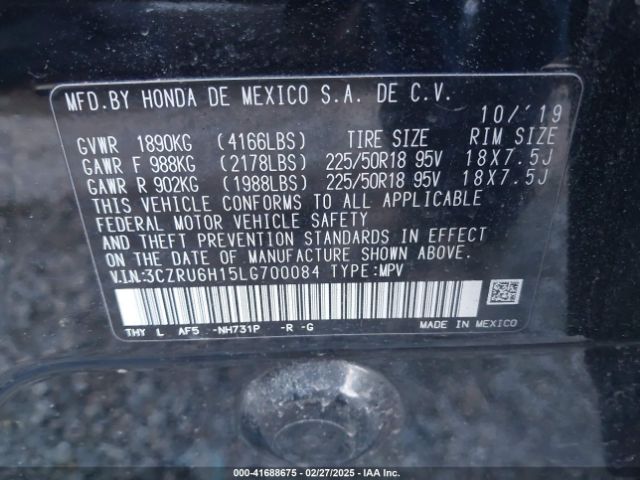 MFD.BY HONDA DE MEXICO S.A. DE C.V.
10/'19
GVWR 1890KG (4166LBS) TIRE SIZE RIM SIZE
GAWR F 988KG (2178LBS) 225/50R18 95V 18X7.5J
GAWR R 902KG (1988LBS) 225/50R18 95V 18X7.5J
THIS VEHICLE CONFORMS TO ALL APPLICABLE
FEDERAL MOTOR VEHICLE SAFETY
AND THEFT PREVENTION STANDARDS IN EFFECT
ON THE DATE OF MANUFACTURE SHOWN ABOVE.
V.I.N:3CZRU6H15LG700084 TYPE:MPV
THY L AF5 -NH731P -R -G MADE IN MEXICO
000-41688675 - 02/27/2025 - IAA Inc.